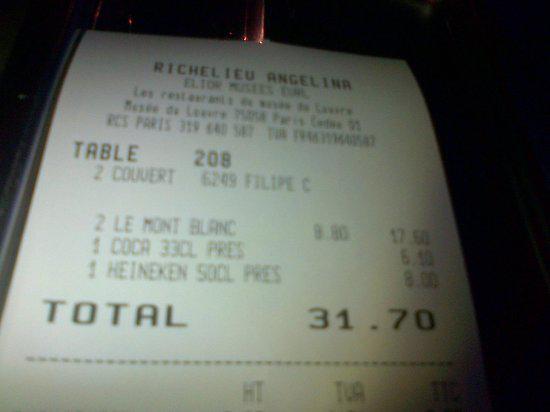 RICHELIEU ANGELINA
ELIOR MUSEES EURL
Les restaurants du musée du Louvre
Musée du Louvre 75058 Paris Cedex 01
RCS PARIS 319 640 587 TVA FR46319640587
TABLE 208
2 COUVERT 6249 FILIPE C
2 LE MONT BLANC 8.80 17.60
1 COCA 33CL PRES 6.10
1 HEINEKEN 50CL PRES 8.00
TOTAL 31.70
HT TVA TTC